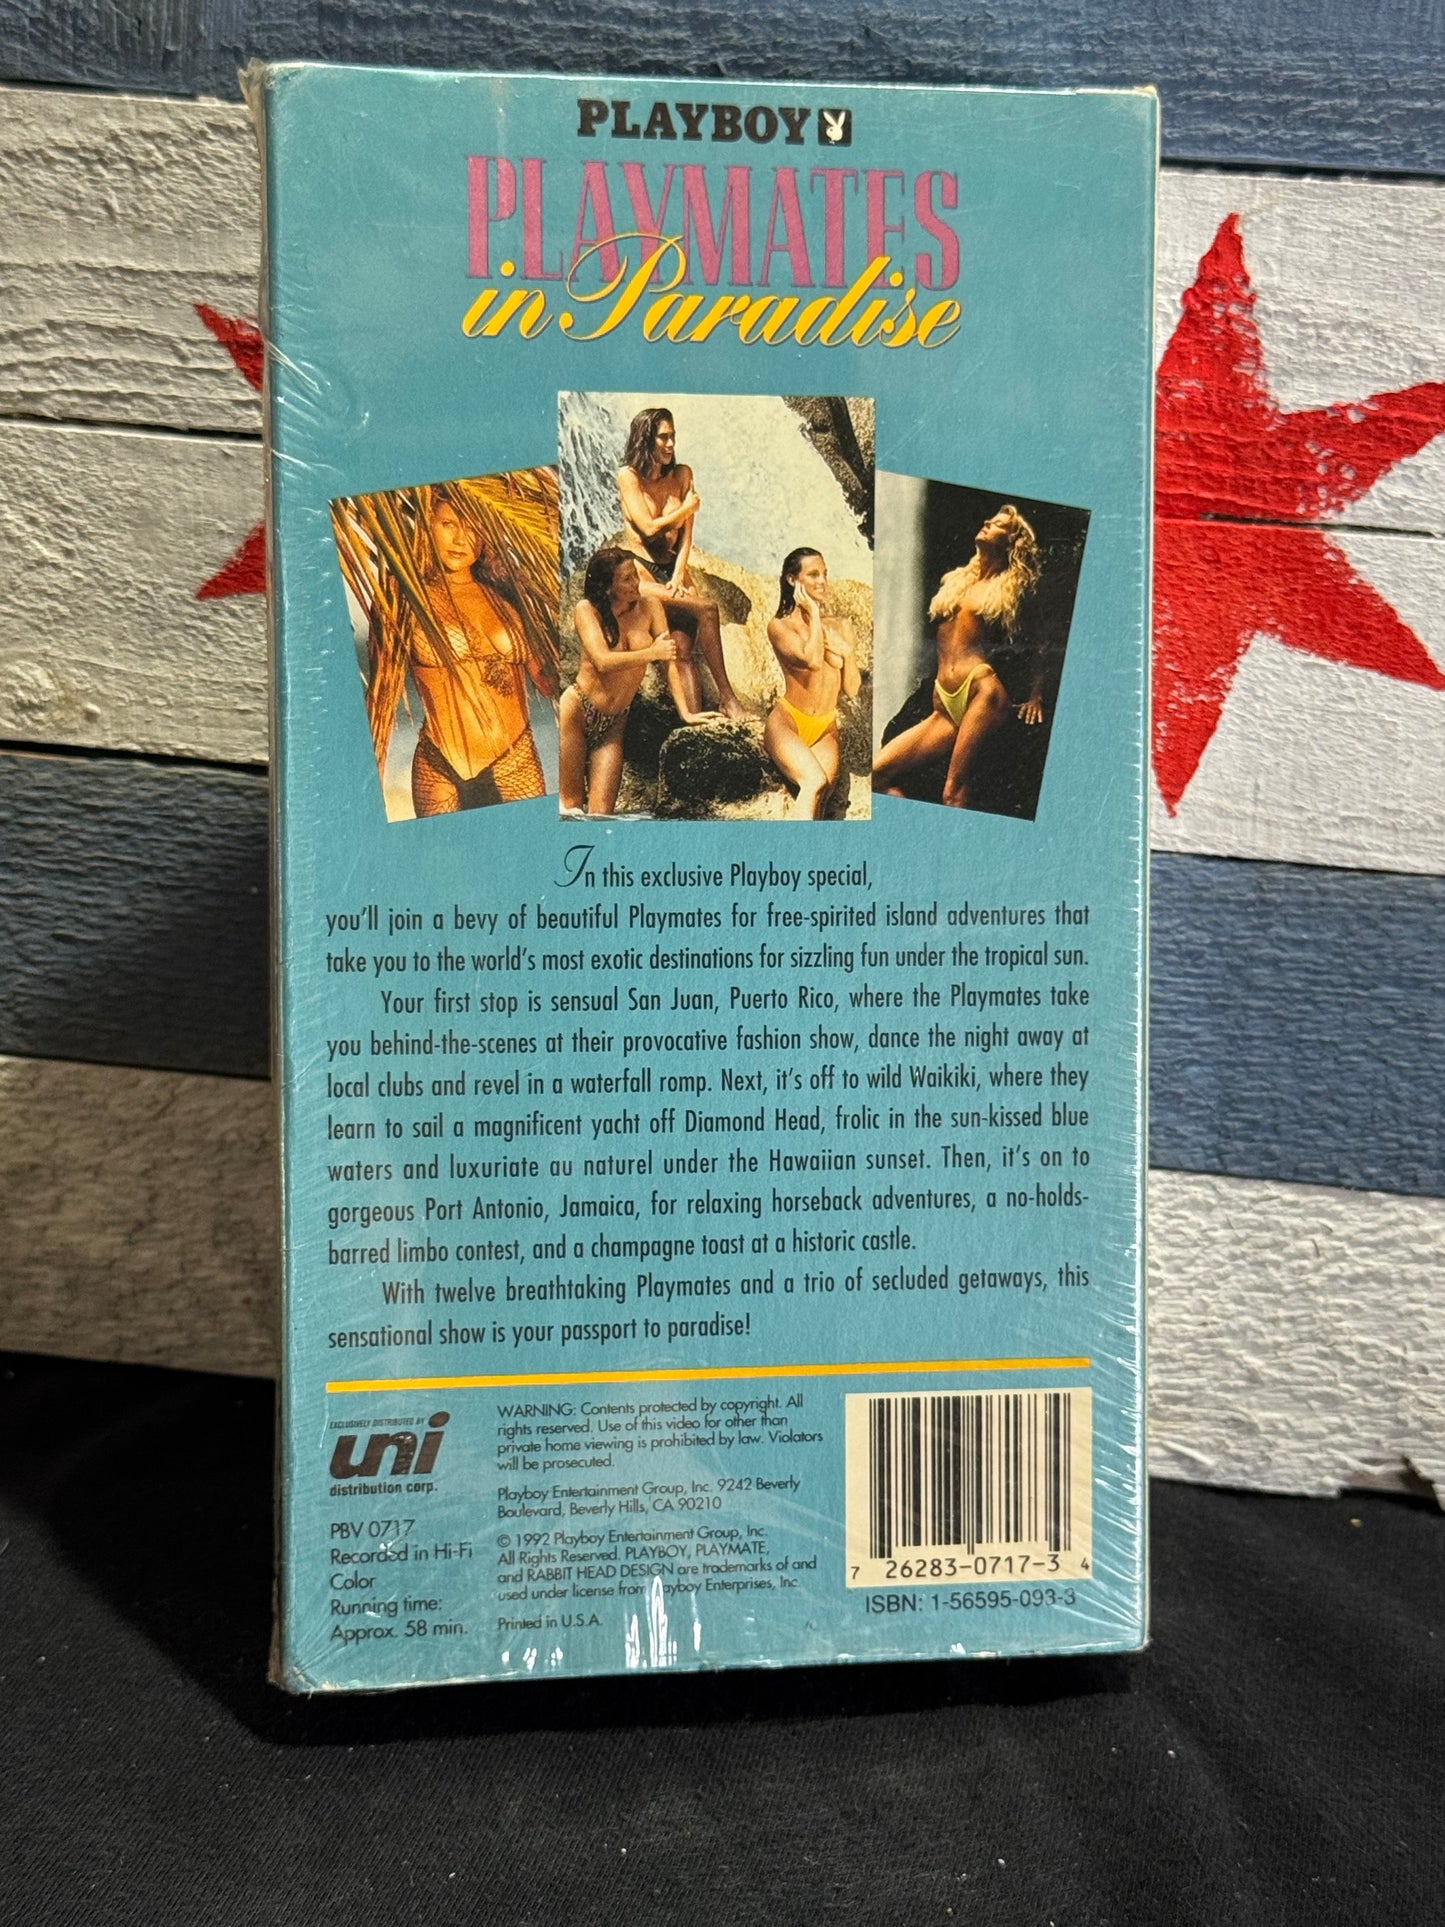 PLAYBOY
PLAYMATES
in Paradise
In this exclusive Playboy special,
you'll join a bevy of beautiful Playmates for free-spirited island adventures that
take you to the world's most exotic destinations for sizzling fun under the tropical sun.
Your first stop is sensual San Juan, Puerto Rico, where the Playmates take
you behind-the-scenes at their provocative fashion show, dance the night away at
local clubs and revel in a waterfall romp. Next, it's off to wild Waikiki, where they
learn to sail a magnificent yacht off Diamond Head, frolic in the sun-kissed blue
waters and luxuriate au naturel under the Hawaiian sunset. Then, it's on to
gorgeous Port Antonio, Jamaica, for relaxing horseback adventures, a no-holds-
barred limbo contest, and a champagne toast at a historic castle.
With twelve breathtaking Playmates and a trio of secluded getaways, this
sensational show is your passport to paradise!
EXCLUSIVELY DISTRIBUTED BY
uni
distribution corp.
PBV 0717
Recorded in Hi-Fi
Color
Running time:
Approx. 58 min.
WARNING: Contents protected by copyright. All
rights reserved. Use of this video for other than
private home viewing is prohibited by law. Violators
will be prosecuted.
Playboy Entertainment Group, Inc. 9242 Beverly
Boulevard, Beverly Hills, CA 90210
© 1992 Playboy Entertainment Group, Inc.
All Rights Reserved. PLAYBOY, PLAYMATE,
and RABBIT HEAD DESIGN are trademarks of and
used under license from Playboy Enterprises, Inc.
Printed in U.S.A.
7 26283-0717-3 4
ISBN: 1-56595-093-3